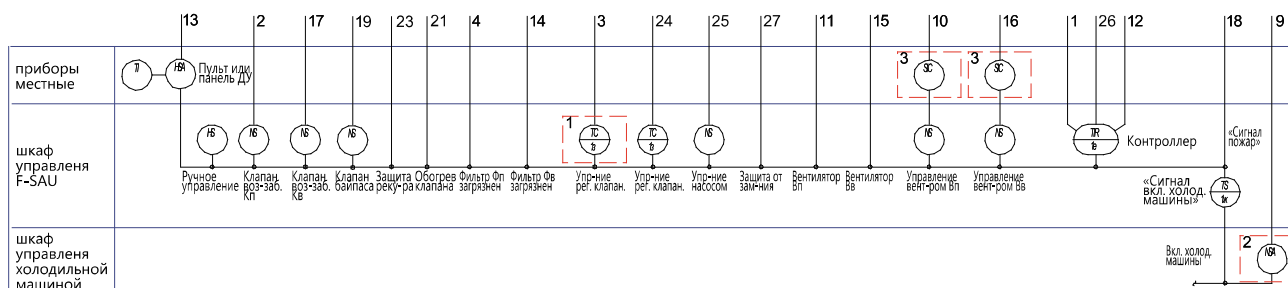 13 2 17 19 23 21 4 14 3 24 25 27 11 15 10 16 1 26 12 18 9
приборы
местные
TI
HSA
Пульт иди
панель ДУ
3
SIC
3
SIC
шкаф
управленя
F-SAU
HS
NS
NS
NS
1
TC
TC
NS
NS
NS
TIR
Контроллер
«Сигнал
пожар»
Ручное
управление
Клапан
воз-заб.
Кп
Клапан
воз-заб.
Кв
Клапан
байпаса
Защита
реку-ра
Обогрев
клапана
Фильтр Фп
загрязнен
Фильтр Фв
загрязнен
Упр-ние
рег. клапан.
Упр-ние
рег. клапан.
Упр-ние
насосом
Защита от
зам-ния
Вентилятор
Вп
Вентилятор
Вв
Управление
вент-ром Вп
Управление
вент-ром Вв
«Сигнал
вкл. холод.
машины»
TS
шкаф
управленя
холодильной
машиной
Вкл. холод.
машины
2
NSA